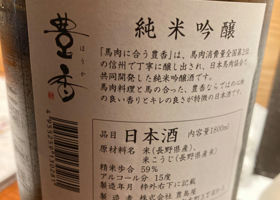 豊香
ほうか
純米吟醸
「馬肉に合う豊香」は、馬肉消費量全国第2位
の信州で丁寧に醸し出され、日本馬肉協会と
共同開発した純米吟醸酒です。
馬肉料理と馬の合った、豊香ならではの味
の良い香りとキレの良さが特徴の日本酒です。
品目 日本酒 内容量1800ml
原材料名 米(長野県産)、
米こうじ(長野県産米)
精米歩合 59%
アルコール分 15度
製造年月 枠外右下に記載
製造者 株式会社 豊島屋